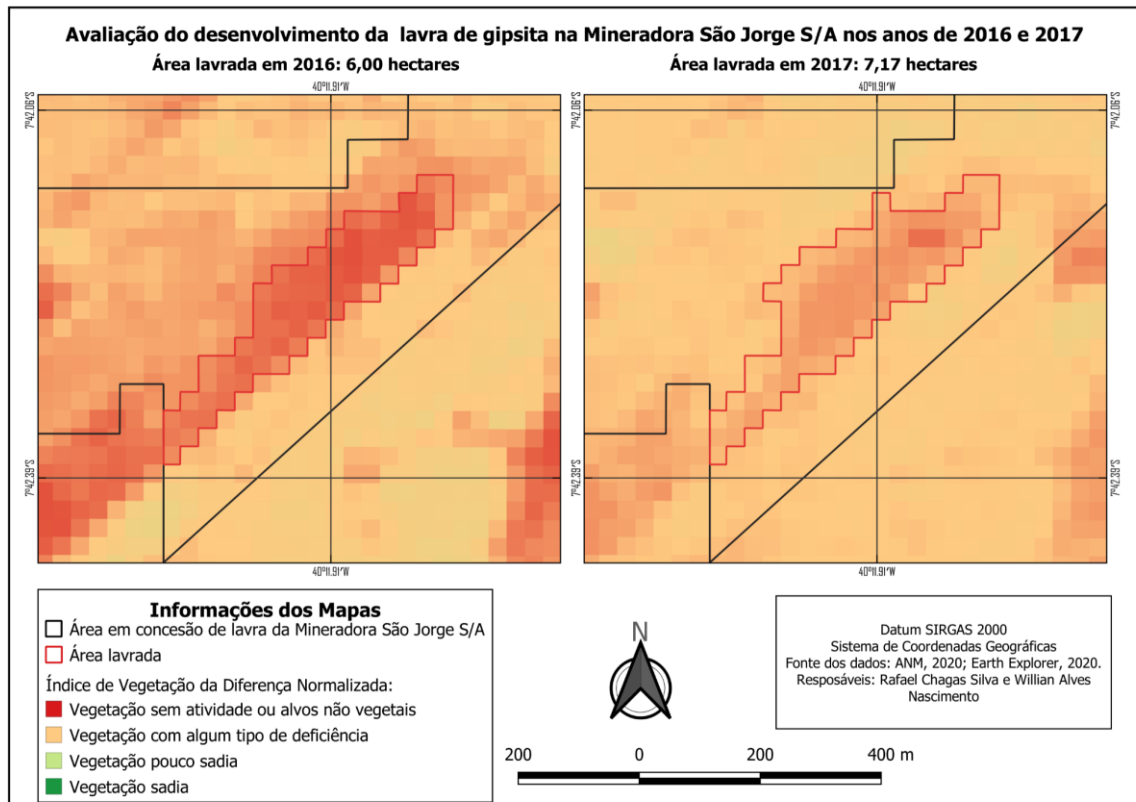 Avaliação do desenvolvimento da lavra de gipsita na Mineradora São Jorge S/A nos anos de 2016 e 2017
Área lavrada em 2016: 6,00 hectares
Área lavrada em 2017: 7,17 hectares
40°11.91'W
40°11.91'W
7°42.06'S
7°42.06'S
7°42.06'S
7°42.06'S
7°42.39'S
7°42.39'S
7°42.39'S
7°42.39'S
40°11.91'W
40°11.91'W
Informações dos Mapas
Área em concesão de lavra da Mineradora São Jorge S/A
Área lavrada
Índice de Vegetação da Diferença Normalizada:
Vegetação sem atividade ou alvos não vegetais
Vegetação com algum tipo de deficiência
Vegetação pouco sadia
Vegetação sadia
N
200 0 200 400 m
Datum SIRGAS 2000
Sistema de Coordenadas Geográficas
Fonte dos dados: ANM, 2020; Earth Explorer, 2020.
Resposáveis: Rafael Chagas Silva e Willian Alves
Nascimento